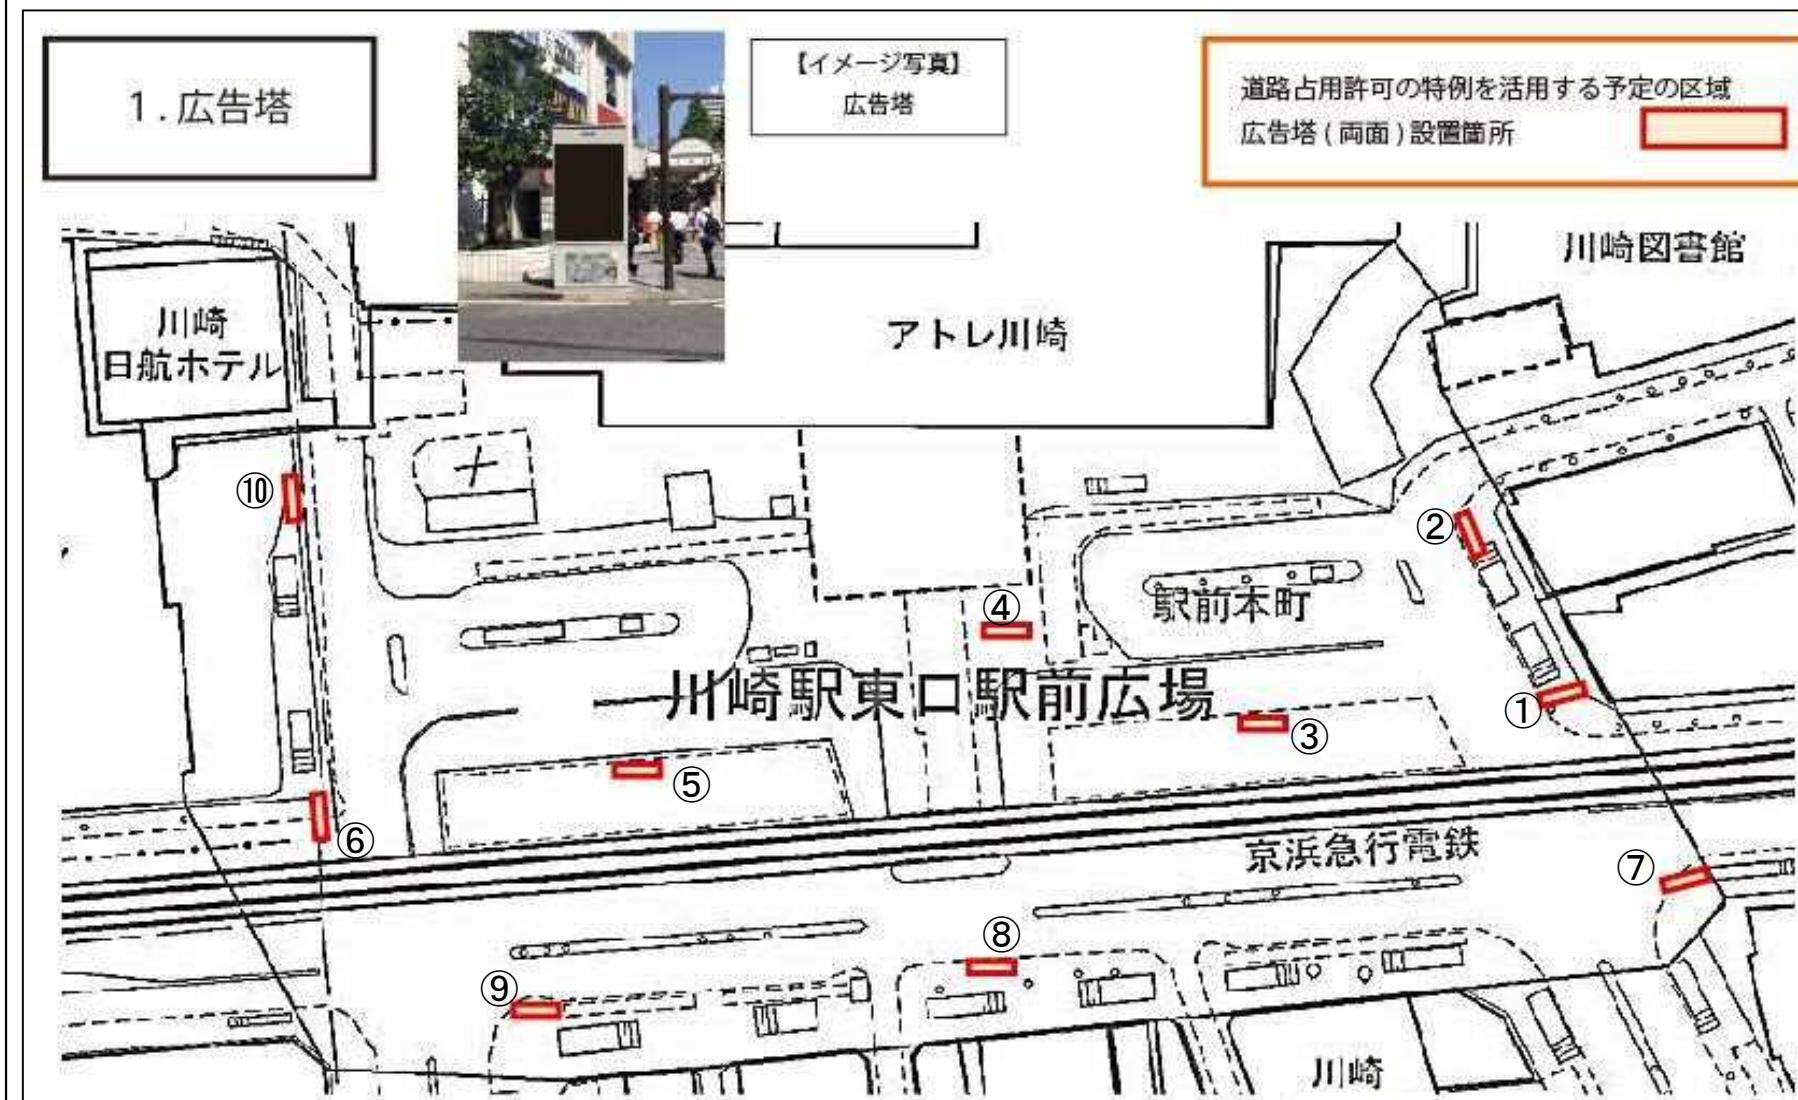 1.広告塔
【イメージ写真】
広告塔
道路占用許可の特例を活用する予定の区域
広告塔(両面)設置箇所
川崎図書館
川崎
日航ホテル
アトレ川崎
⑩
②
④
駅前本町
川崎駅東口駅前広場
①
③
⑤
⑥
京浜急行電鉄
⑦
⑧
⑨
川崎